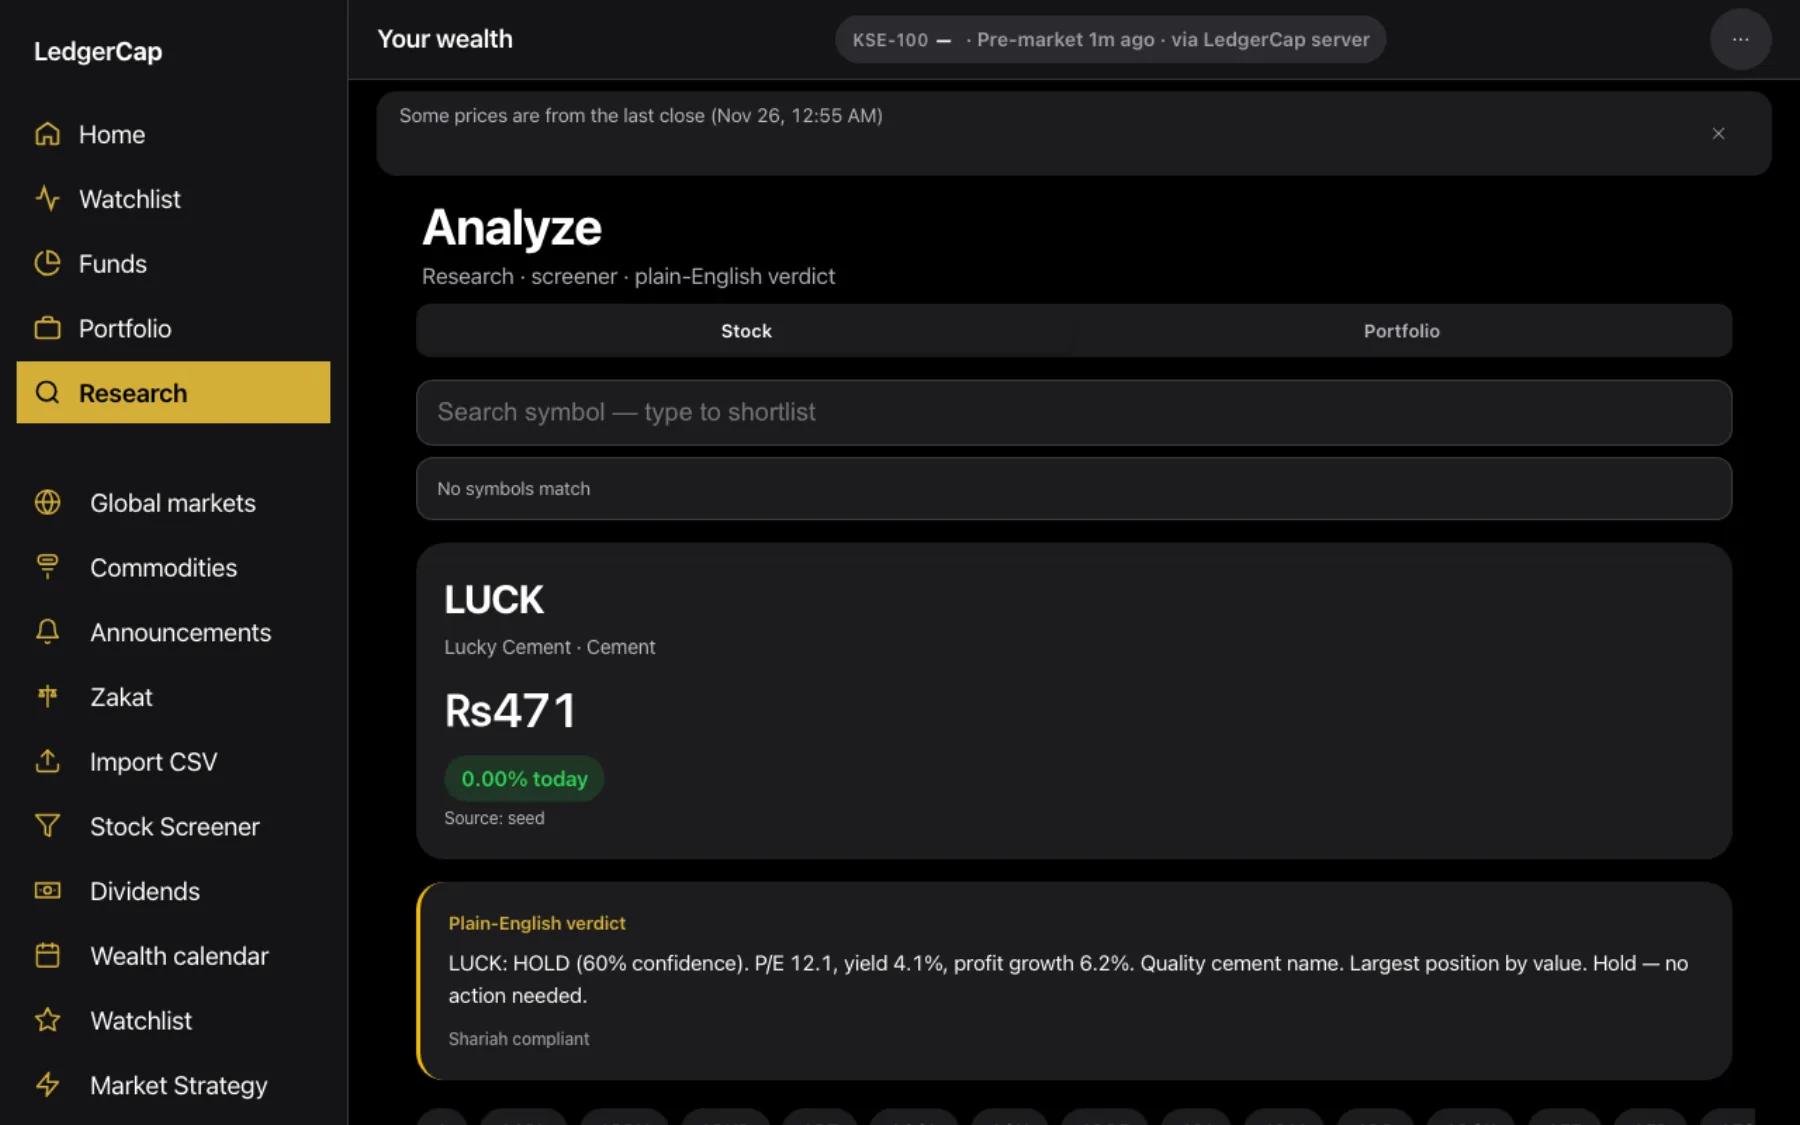 LedgerCap
Home
Watchlist
Funds
Portfolio
Research
Global markets
Commodities
Announcements
Zakat
Import CSV
Stock Screener
Dividends
Wealth calendar
Watchlist
Market Strategy
Your wealth
KSE-100 — · Pre-market 1m ago · via LedgerCap server
...
Some prices are from the last close (Nov 26, 12:55 AM)
Analyze
Research · screener · plain-English verdict
Stock
Portfolio
Search symbol — type to shortlist
No symbols match
LUCK
Lucky Cement · Cement
Rs471
0.00% today
Source: seed
Plain-English verdict
LUCK: HOLD (60% confidence). P/E 12.1, yield 4.1%, profit growth 6.2%. Quality cement name. Largest position by value. Hold — no
action needed.
Shariah compliant